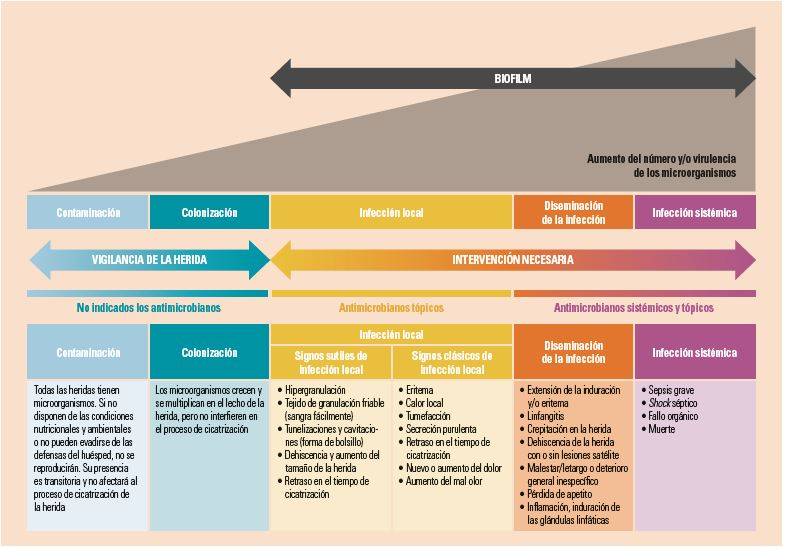 BIOFILM
Aumento del número y/o virulencia
de los microorganismos
Contaminación
Colonización
Infección local
Diseminación
de la infección
Infección sistémica
VIGILANCIA DE LA HERIDA
INTERVENCIÓN NECESARIA
No indicados los antimicrobianos
Antimicrobianos tópicos
Antimicrobianos sistémicos y tópicos
Contaminación
Colonización
Infección local
Signos sutiles de
infección local
Signos clásicos de
infección local
Diseminación
de la infección
Infección sistémica
Todas las heridas tienen
microorganismos. Si no
disponen de las condiciones
nutricionales y ambientales
o no pueden evadirse de las
defensas del huésped, no se
reproducirán. Su presencia
es transitoria y no afectará al
proceso de cicatrización de
la herida
Los microorganismos crecen y
se multiplican en el lecho de la
herida, pero no interfieren en
el proceso de cicatrización
• Hipergranulación
• Tejido de granulación friable
(sangra fácilmente)
• Tunelizaciones y cavitacio-
nes (forma de bolsillo)
• Dehiscencia y aumento del
tamaño de la herida
• Retraso en el tiempo de
cicatrización
• Eritema
• Calor local
• Tumefacción
• Secreción purulenta
• Retraso en el tiempo de
cicatrización
• Nuevo o aumento del dolor
• Aumento del mal olor
• Extensión de la induración
y/o eritema
• Linfangitis
• Crepitación en la herida
• Dehiscencia de la herida
con o sin lesiones satélite
• Malestar/letargo o deterioro
general inespecífico
• Pérdida de apetito
• Inflamación, induración de
las glándulas linfáticas
• Sepsis grave
• Shock séptico
• Fallo orgánico
• Muerte